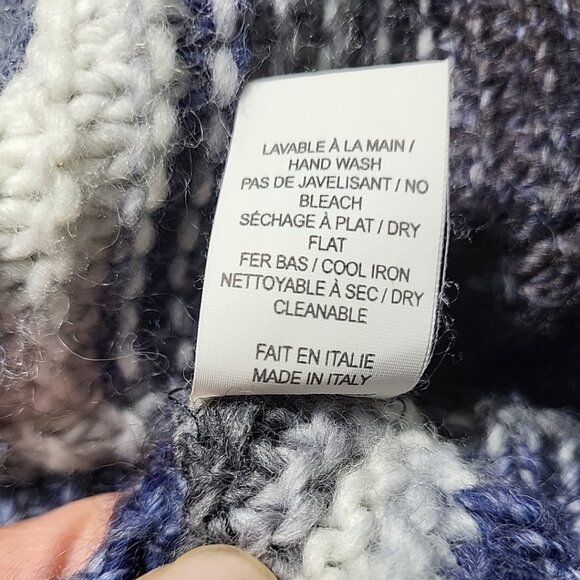 LAVABLE À LA MAIN /
HAND WASH
PAS DE JAVELISANT / NO
BLEACH
SÉCHAGE À PLAT / DRY
FLAT
FER BAS / COOL IRON
NETTOYABLE À SEC / DRY
CLEANABLE
FAIT EN ITALIE
MADE IN ITALY